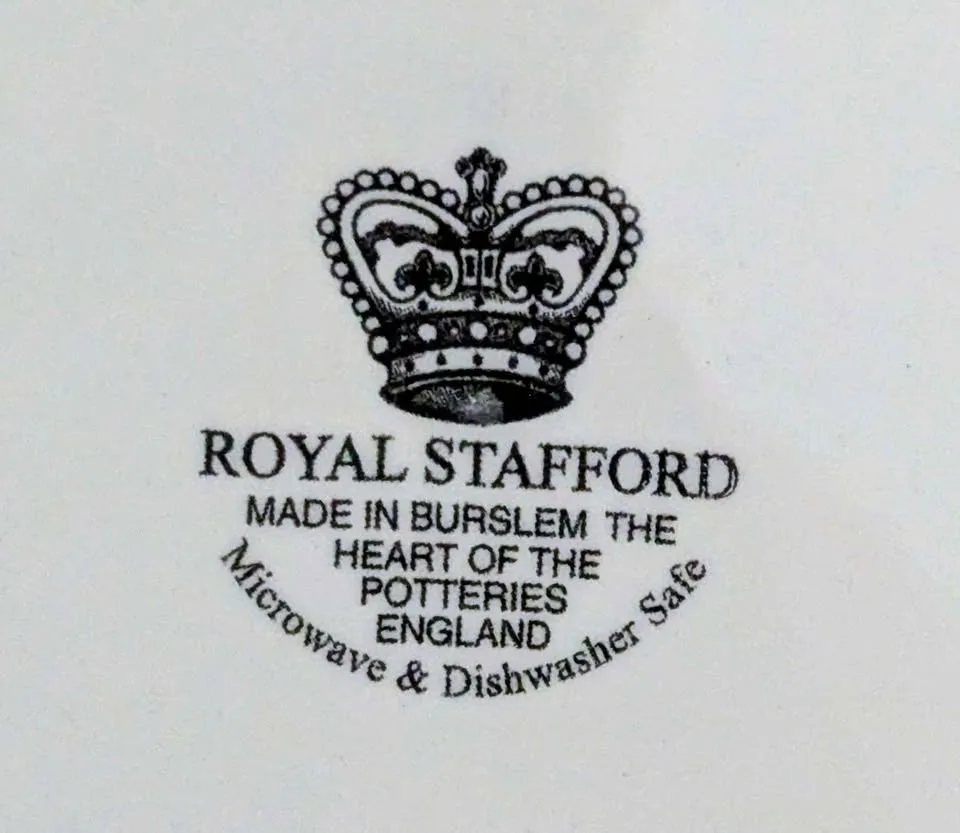 ROYAL STAFFORD
MADE IN BURSLEM THE
HEART OF THE
POTTERIES
ENGLAND
Microwave & Dishwasher Safe